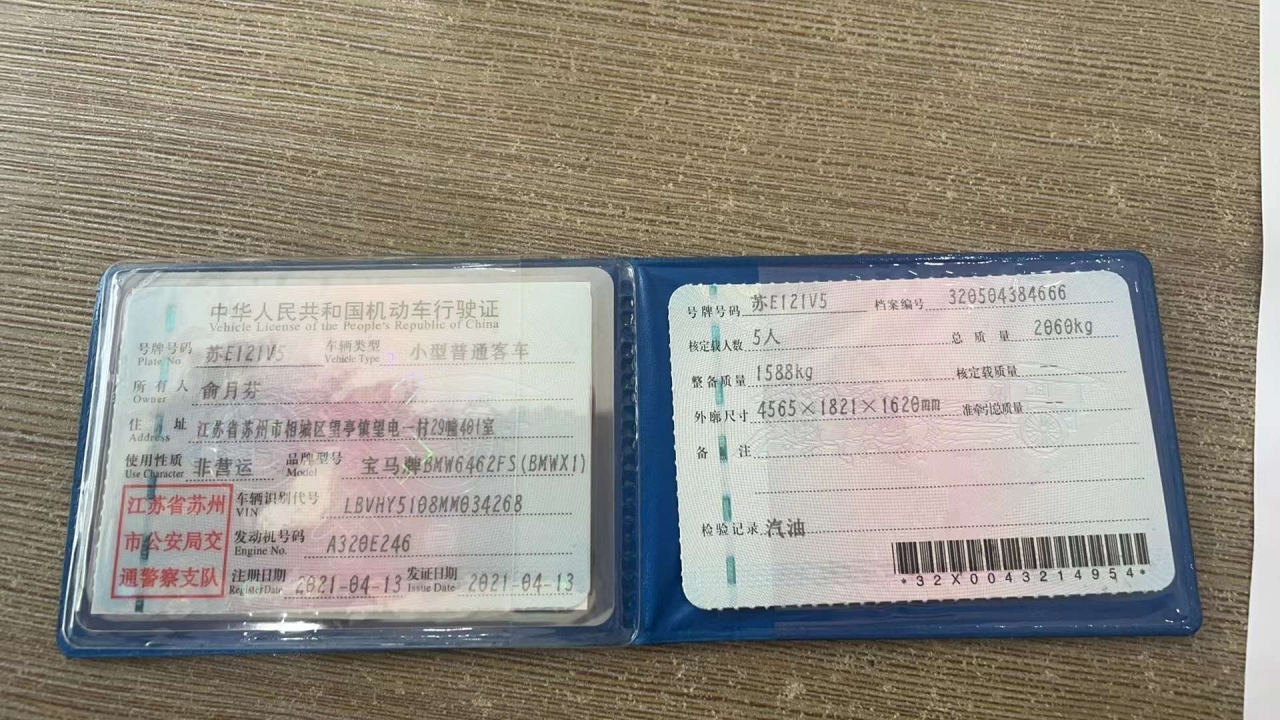 中华人民共和国机动车行驶证
Vehicle License of the People's Republic of China
号牌号码 苏E121V5 车辆类型 小型普通客车
Plate No. Vehicle Type
所有人 俞月芬
Owner
住址 江苏省苏州市相城区望亭镇望电一村29幢401室
Address
使用性质 非营运 品牌型号 宝马牌BMW6462FS(BMWX1)
Use Character Model
江苏省苏州
市公安局交
通警察支队
车辆识别代号 LBVHY5108MM034268
VIN
发动机号码 A320E246
Engine No.
注册日期 2021-04-13 发证日期 2021-04-13
Register Date Issue Date
号牌号码 苏E121V5 档案编号 320504384666
核定载人数 5人 总质量 2060kg
整备质量 1588kg 核定载质量 --
外廓尺寸 4565×1821×1620mm 准牵引总质量 --
备注
检验记录 汽油
*32X0043214954*